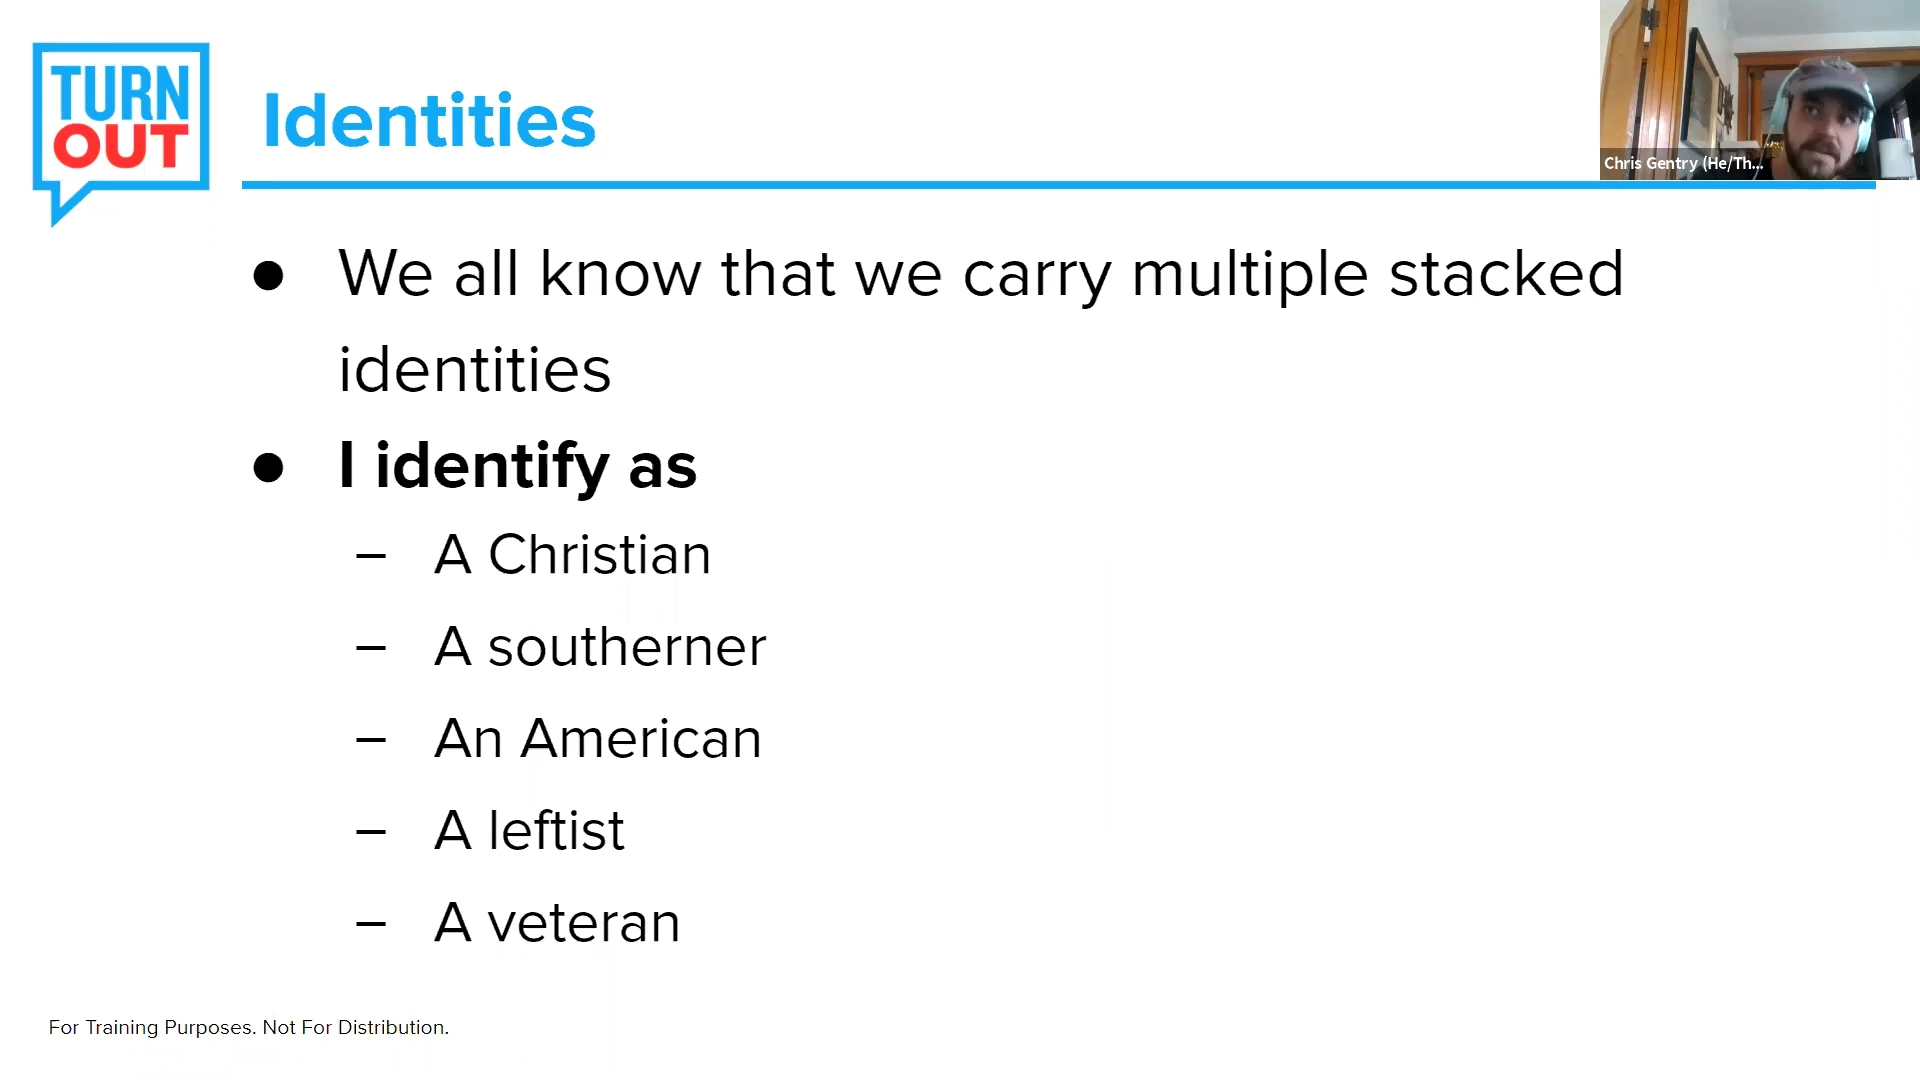 TURN
OUT
Identities
Chris Gentry (He/Th...
● We all know that we carry multiple stacked
identities
● I identify as
– A Christian
– A southerner
– An American
– A leftist
– A veteran
For Training Purposes. Not For Distribution.